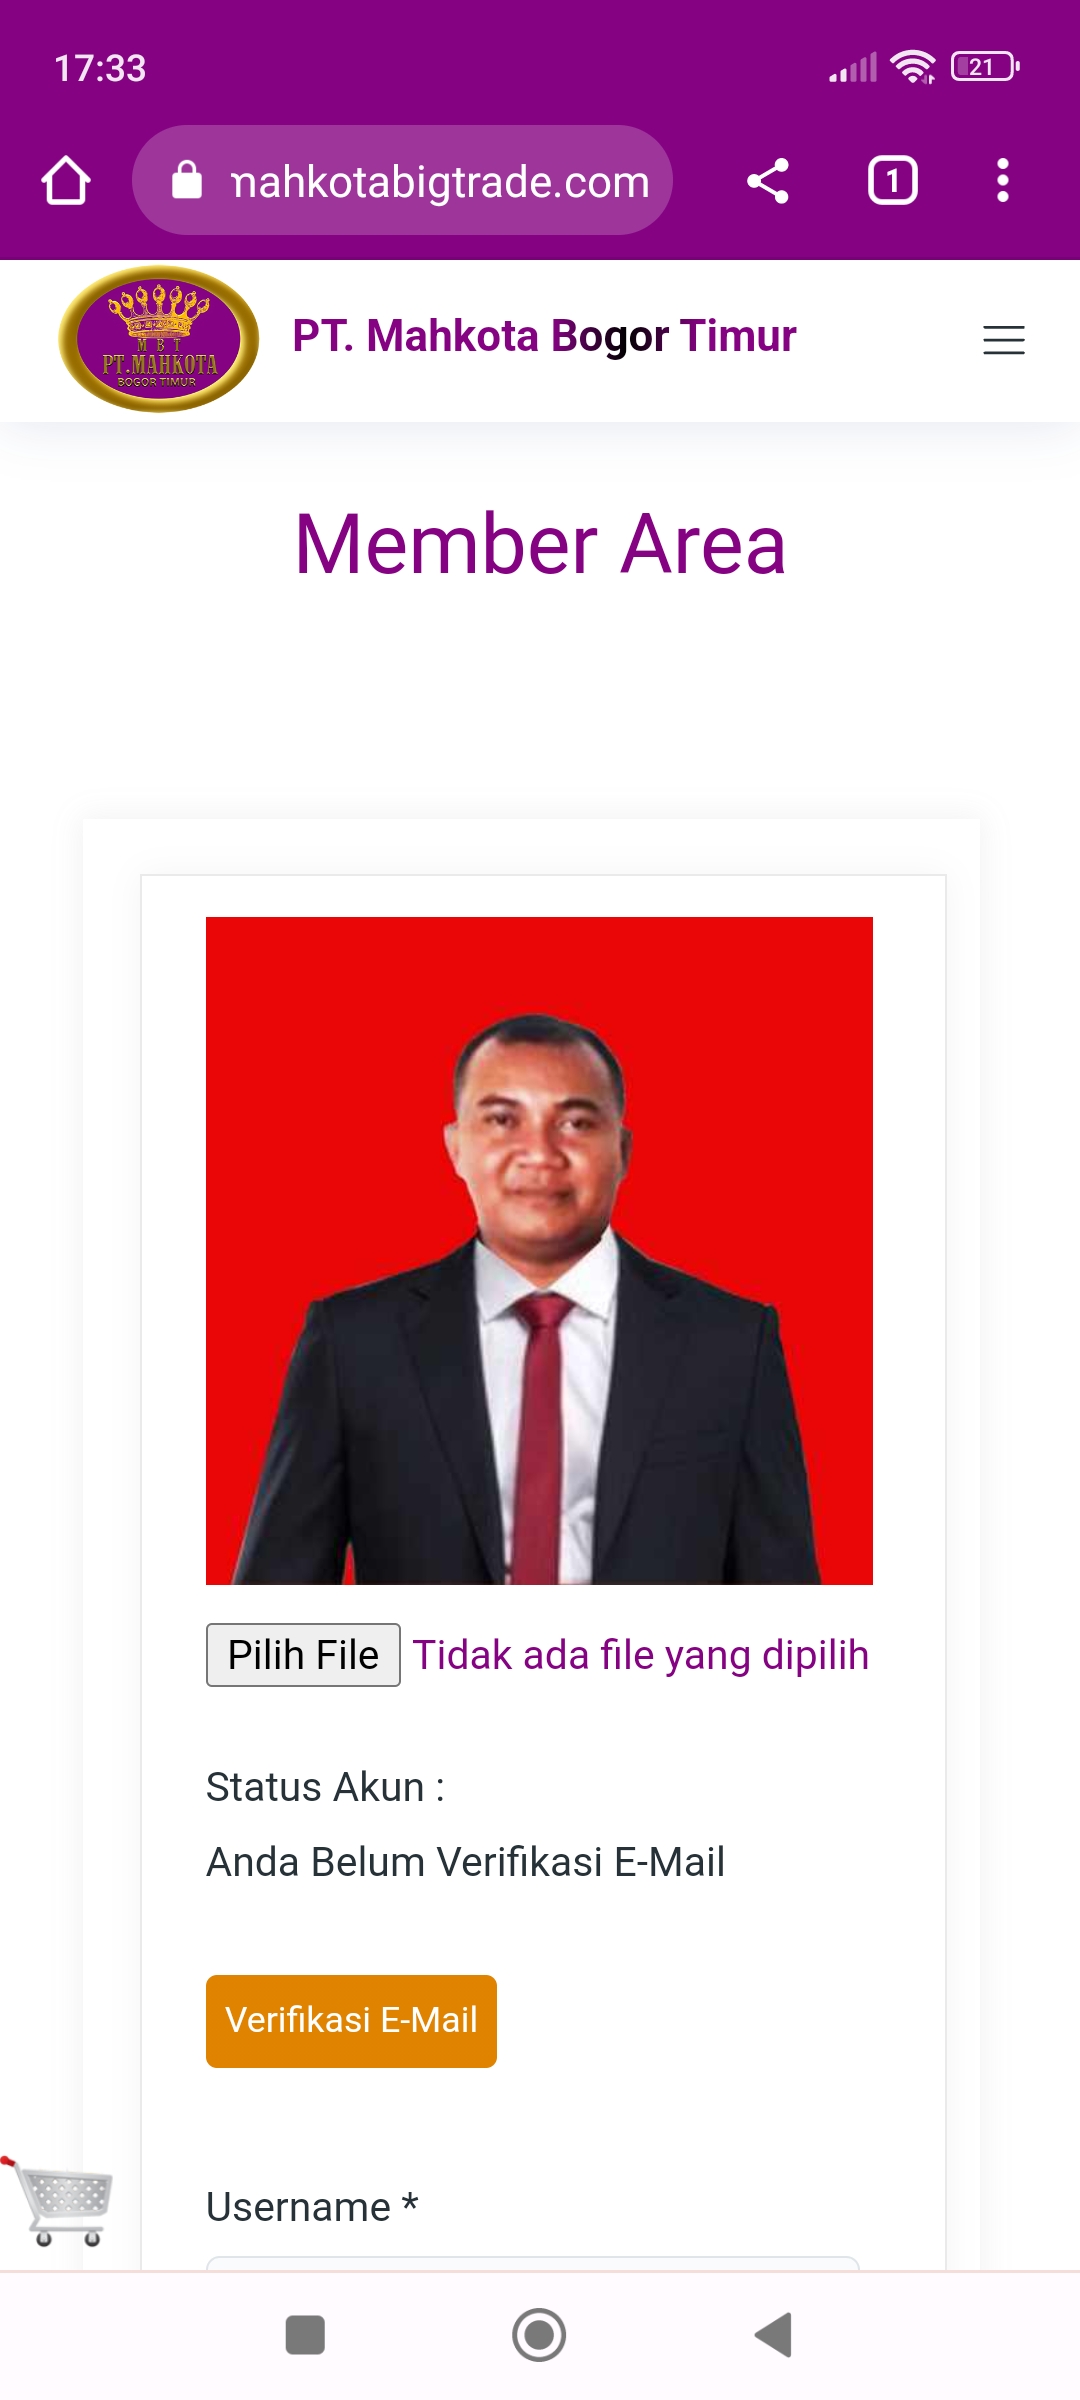 17:33
21
mahkotabigtrade.com
1
M B T
PT.MAHKOTA
BOGOR TIMUR
PT. Mahkota Bogor Timur
Member Area
Pilih File Tidak ada file yang dipilih
Status Akun :
Anda Belum Verifikasi E-Mail
Verifikasi E-Mail
Username *